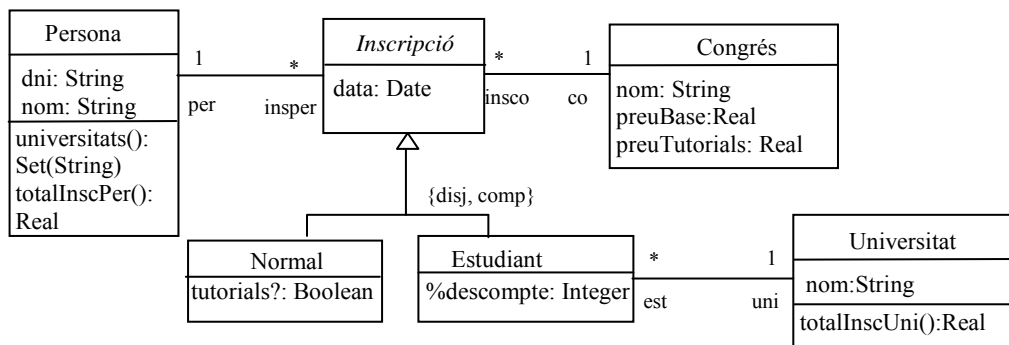 Persona
dni: String
nom: String
universitats():
Set(String)
totalInscPer():
Real
1
per
*
insper
Inscripció
data: Date
*
insco
1
co
Congrés
nom: String
preuBase:Real
preuTutorials: Real
{disj, comp}
Normal
tutorials?: Boolean
Estudiant
%descompte: Integer
*
est
1
uni
Universitat
nom:String
totalInscUni():Real